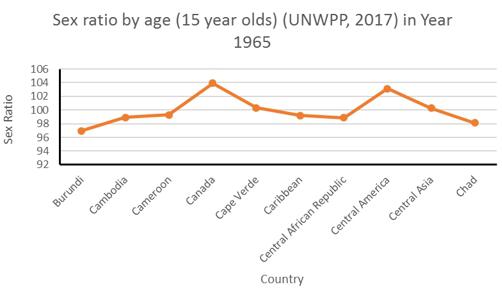 Sex ratio by age (15 year olds) (UNWPP, 2017) in Year
1965
Sex Ratio
106
104
102
100
98
96
94
92
Burundi
Cambodia
Cameroon
Canada
Cape Verde
Caribbean
Central African Republic
Central America
Central Asia
Chad
Country